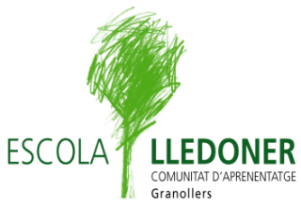 ESCOLA LLEDONER
COMUNITAT D'APRENENTATGE
Granollers